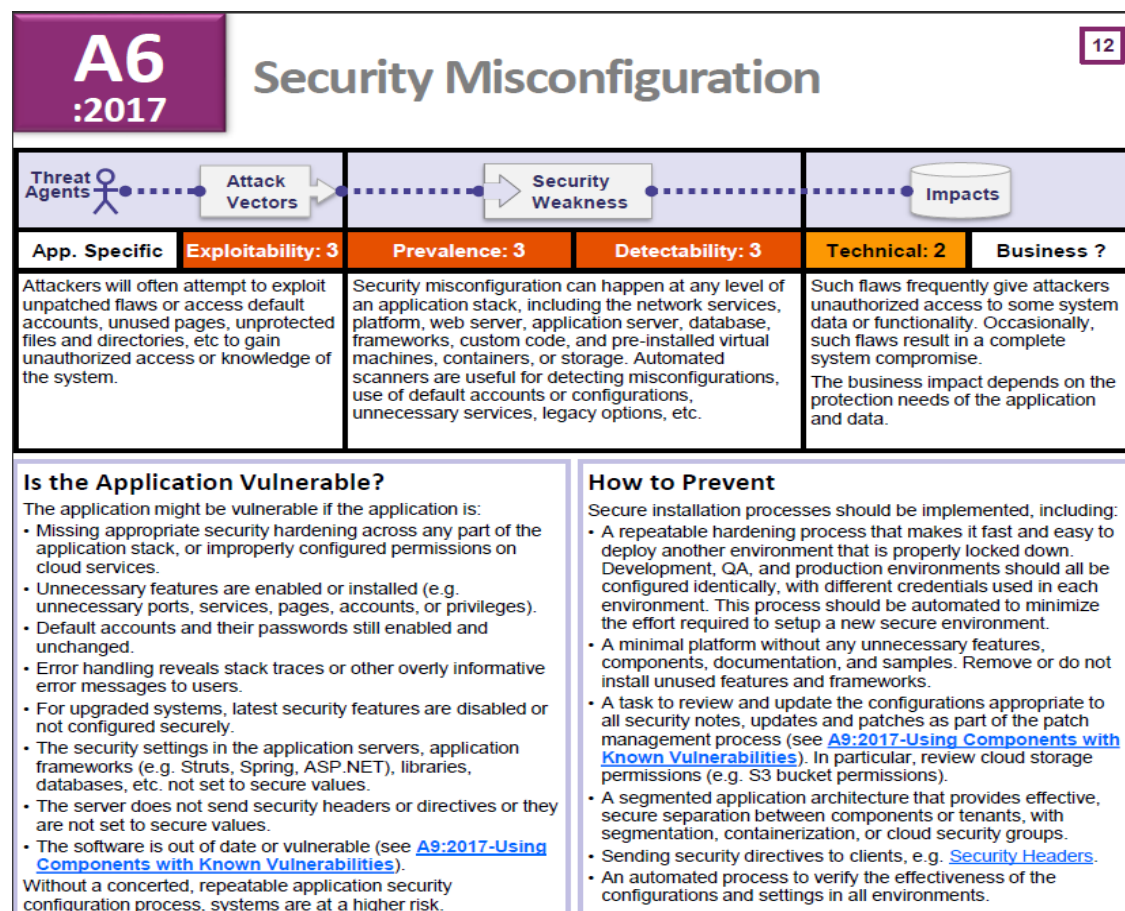 A6
:2017
Security Misconfiguration
12
Threat
Agents
Attack
Vectors
Security
Weakness
Impacts
App. Specific
Exploitability: 3
Prevalence: 3
Detectability: 3
Technical: 2
Business ?
Attackers will often attempt to exploit
unpatched flaws or access default
accounts, unused pages, unprotected
files and directories, etc to gain
unauthorized access or knowledge of
the system.
Security misconfiguration can happen at any level of
an application stack, including the network services,
platform, web server, application server, database,
frameworks, custom code, and pre-installed virtual
machines, containers, or storage. Automated
scanners are useful for detecting misconfigurations,
use of default accounts or configurations,
unnecessary services, legacy options, etc.
Such flaws frequently give attackers
unauthorized access to some system
data or functionality. Occasionally,
such flaws result in a complete
system compromise.
The business impact depends on the
protection needs of the application
and data.
Is the Application Vulnerable?
The application might be vulnerable if the application is:
• Missing appropriate security hardening across any part of the
application stack, or improperly configured permissions on
cloud services.
• Unnecessary features are enabled or installed (e.g.
unnecessary ports, services, pages, accounts, or privileges).
• Default accounts and their passwords still enabled and
unchanged.
• Error handling reveals stack traces or other overly informative
error messages to users.
• For upgraded systems, latest security features are disabled or
not configured securely.
• The security settings in the application servers, application
frameworks (e.g. Struts, Spring, ASP.NET), libraries,
databases, etc. not set to secure values.
• The server does not send security headers or directives or they
are not set to secure values.
• The software is out of date or vulnerable (see A9:2017-Using
Components with Known Vulnerabilities).
Without a concerted, repeatable application security
configuration process, systems are at a higher risk.
How to Prevent
Secure installation processes should be implemented, including:
• A repeatable hardening process that makes it fast and easy to
deploy another environment that is properly locked down.
Development, QA, and production environments should all be
configured identically, with different credentials used in each
environment. This process should be automated to minimize
the effort required to setup a new secure environment.
• A minimal platform without any unnecessary features,
components, documentation, and samples. Remove or do not
install unused features and frameworks.
• A task to review and update the configurations appropriate to
all security notes, updates and patches as part of the patch
management process (see A9:2017-Using Components with
Known Vulnerabilities). In particular, review cloud storage
permissions (e.g. S3 bucket permissions).
• A segmented application architecture that provides effective,
secure separation between components or tenants, with
segmentation, containerization, or cloud security groups.
• Sending security directives to clients, e.g. Security Headers.
• An automated process to verify the effectiveness of the
configurations and settings in all environments.